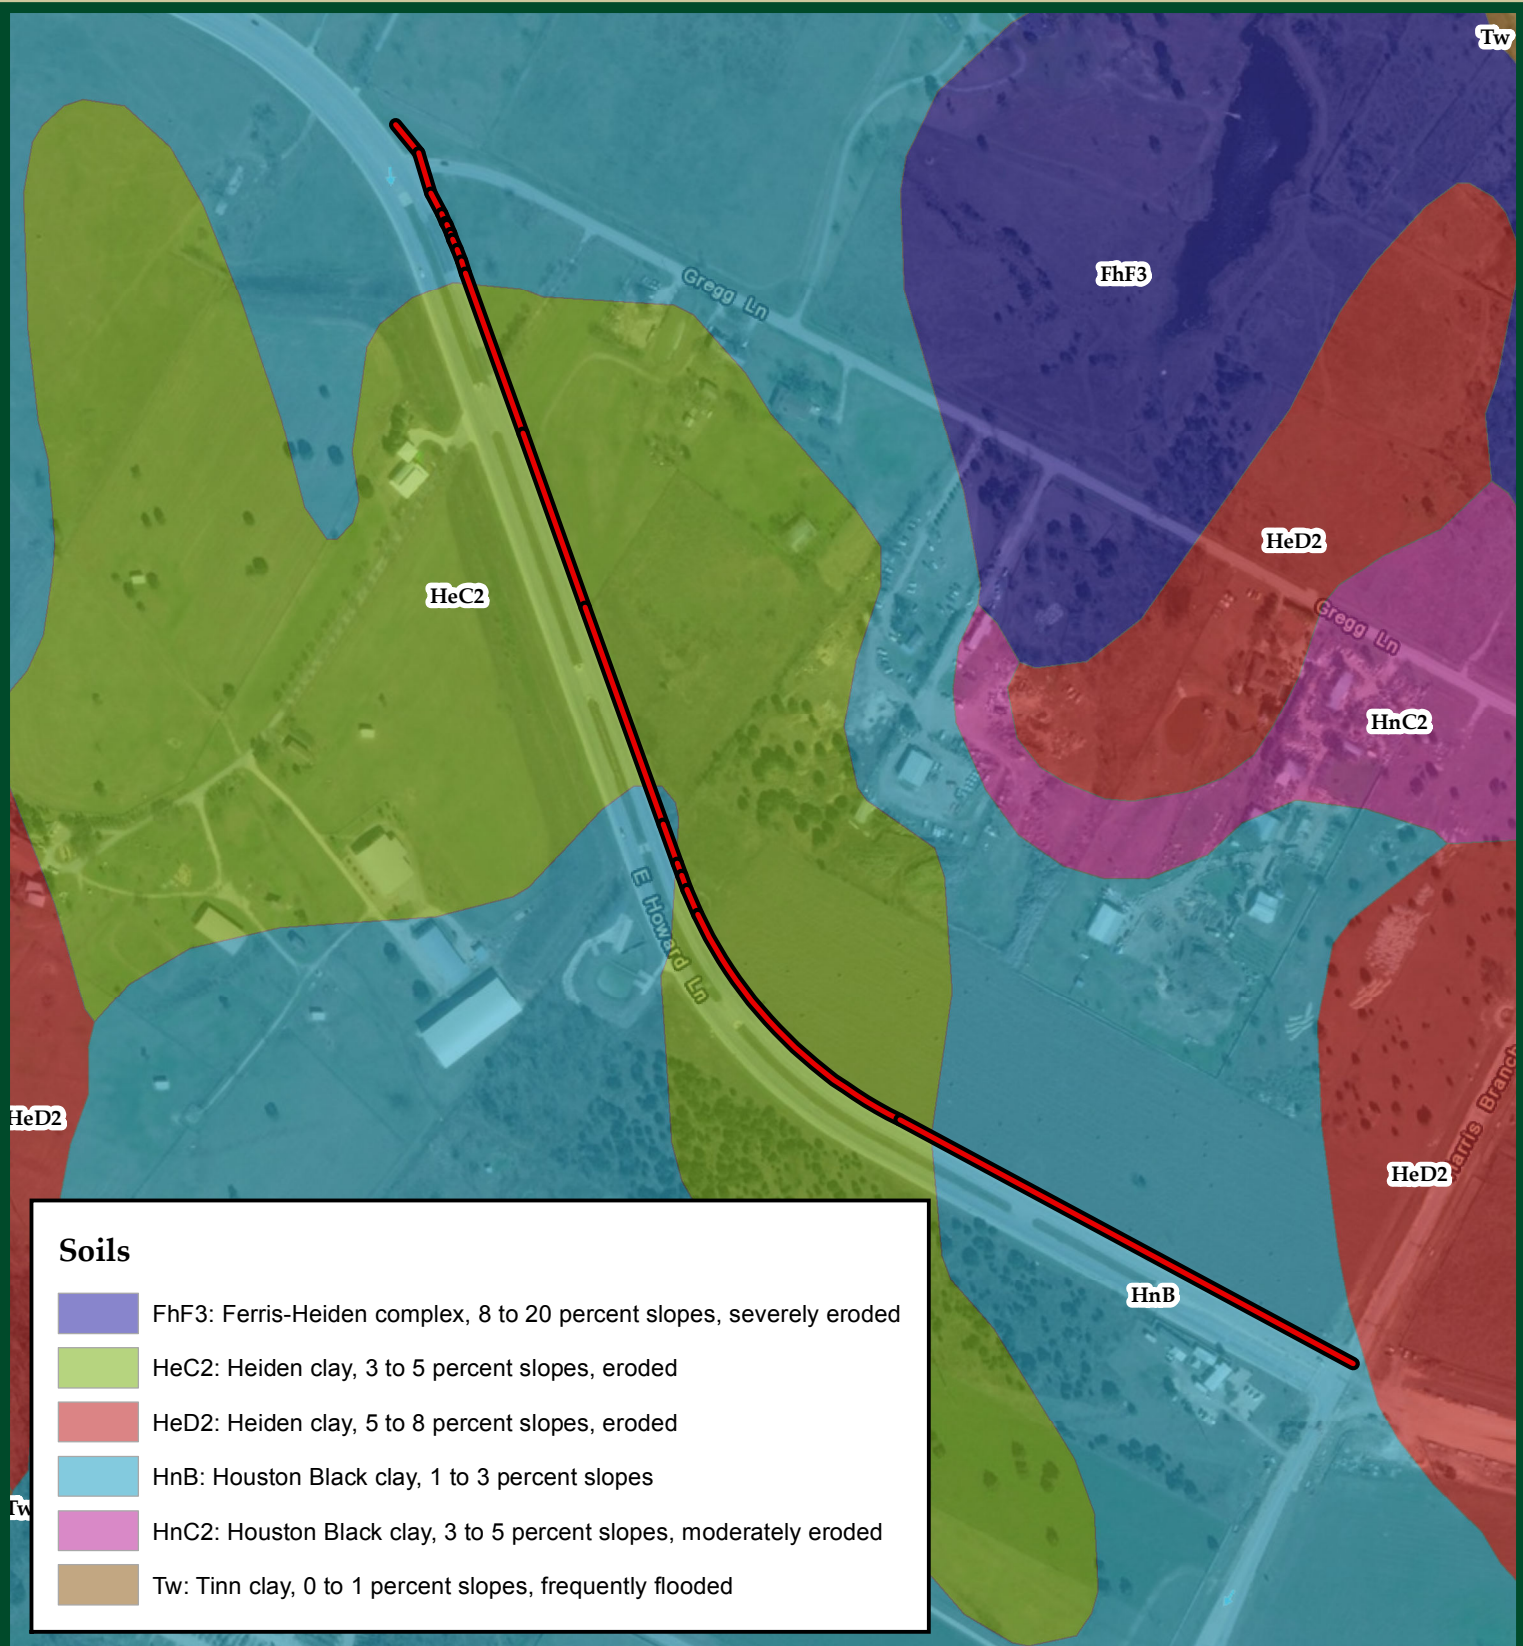 Tw
Gregg Ln
FhF3
HeD2
HeC2
Gregg Ln
HnC2
E Howard Ln
Harris Branch
HeD2
HeD2
HnB
Tw
Soils
FhF3: Ferris-Heiden complex, 8 to 20 percent slopes, severely eroded
HeC2: Heiden clay, 3 to 5 percent slopes, eroded
HeD2: Heiden clay, 5 to 8 percent slopes, eroded
HnB: Houston Black clay, 1 to 3 percent slopes
HnC2: Houston Black clay, 3 to 5 percent slopes, moderately eroded
Tw: Tinn clay, 0 to 1 percent slopes, frequently flooded